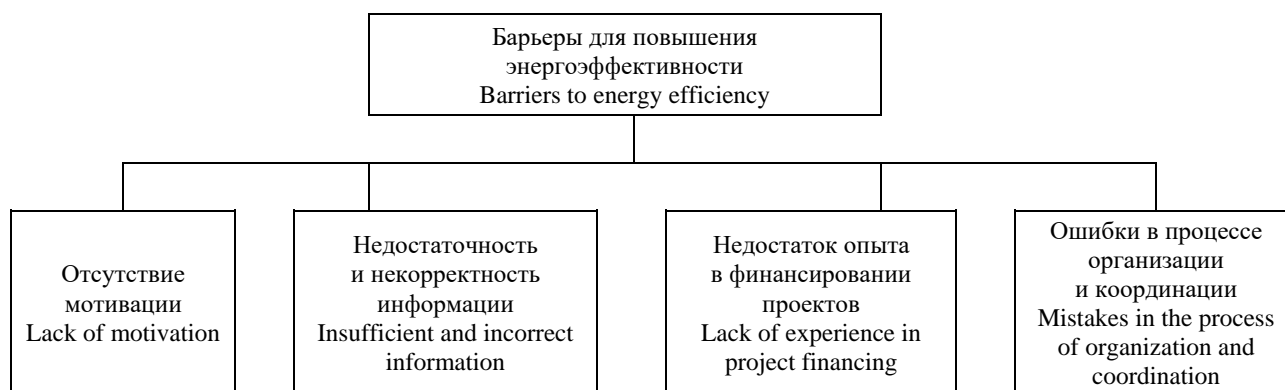 Барьеры для повышения
энергоэффективности
Barriers to energy efficiency
Отсутствие
мотивации
Lack of motivation
Недостаточность
и некорректность
информации
Insufficient and incorrect
information
Недостаток опыта
в финансировании
проектов
Lack of experience in
project financing
Ошибки в процессе
организации
и координации
Mistakes in the process
of organization and
coordination